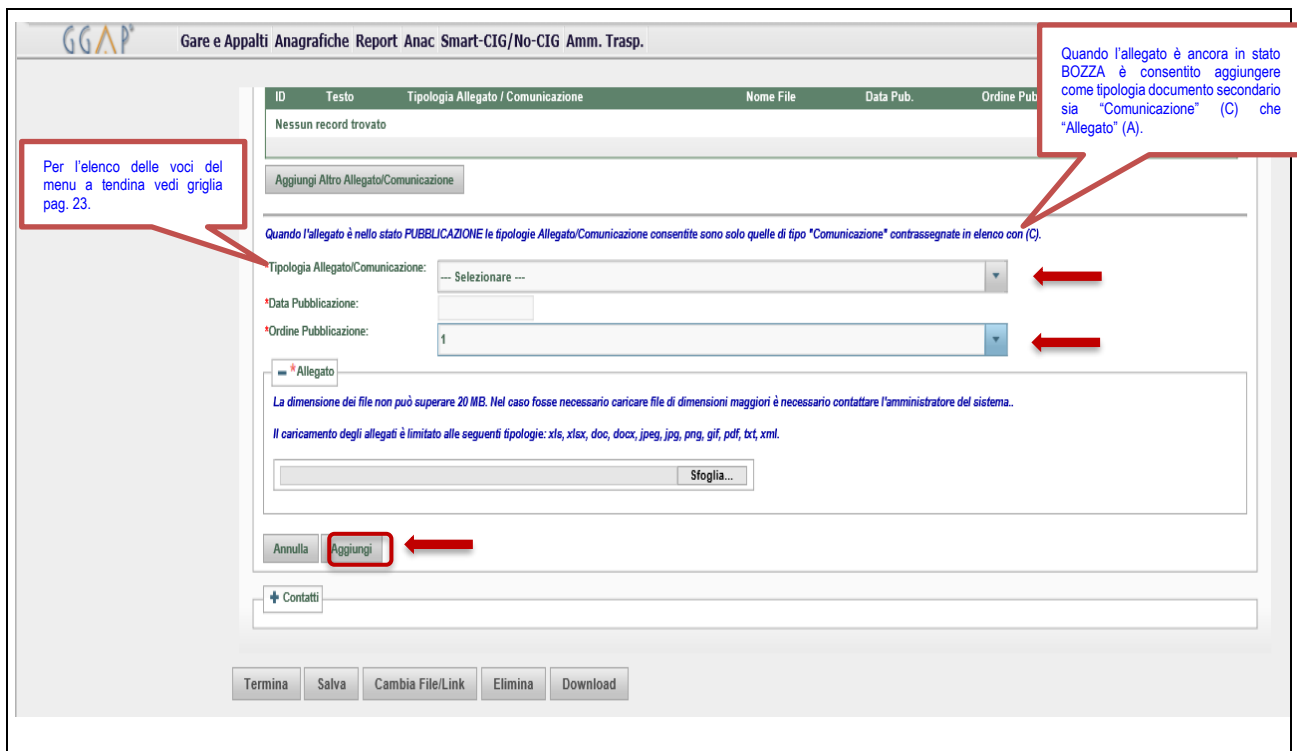 GGAP
Gare e Appalti Anagrafiche Report Anac Smart-CIG/No-CIG Amm. Trasp.
Quando l'allegato è ancora in stato
BOZZA è consentito aggiungere
come tipologia documento secondario
sia "Comunicazione" (C) che
"Allegato" (A).
ID Testo Tipologia Allegato / Comunicazione Nome File Data Pub. Ordine Pub
Nessun record trovato
Per l'elenco delle voci del
menu a tendina vedi griglia
pag. 23.
Aggiungi Altro Allegato/Comunicazione
Quando l'allegato è nello stato PUBBLICAZIONE le tipologie Allegato/Comunicazione consentite sono solo quelle di tipo "Comunicazione" contrassegnate in elenco con (C).
*Tipologia Allegato/Comunicazione:
--- Selezionare ---
*Data Pubblicazione:
*Ordine Pubblicazione:
1
*Allegato
La dimensione dei file non può superare 20 MB. Nel caso fosse necessario caricare file di dimensioni maggiori è necessario contattare l'amministratore del sistema..
Il caricamento degli allegati è limitato alle seguenti tipologie: xls, xlsx, doc, docx, jpeg, jpg, png, gif, pdf, txt, xml.
Sfoglia...
Annulla Aggiungi
Contatti
Termina Salva Cambia File/Link Elimina Download